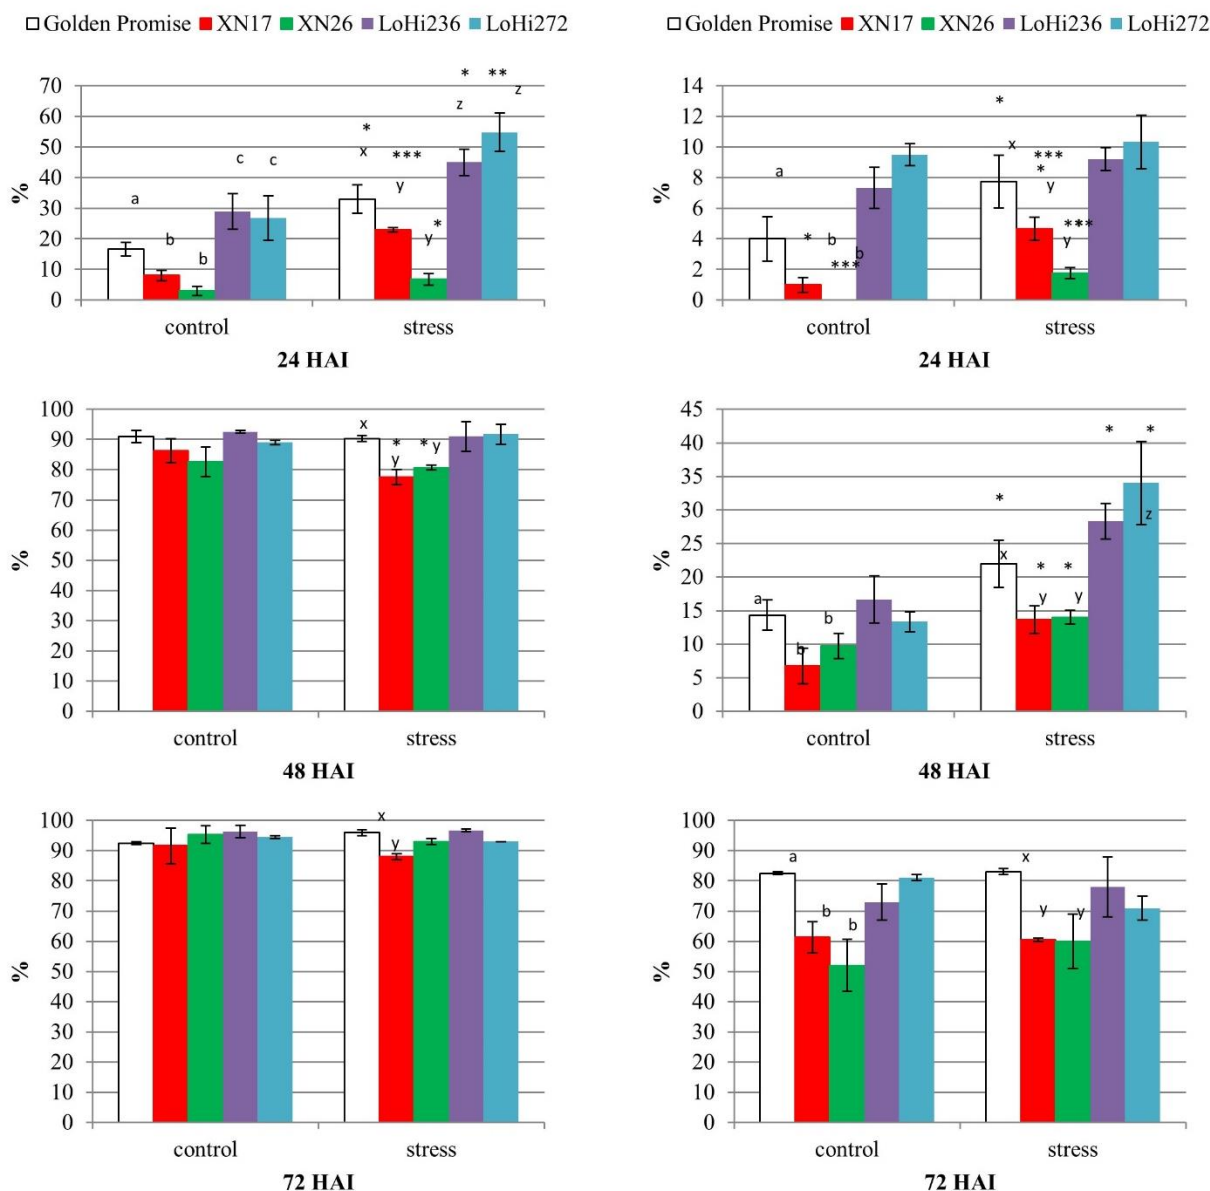 Golden Promise XN17 XN26 LoHi236 LoHi272
70
60
50
40
30
20
10
0
%
a
b
b
c
c
*
x
***
y
*
y
*
z
**
z
control stress
24 HAI
Golden Promise XN17 XN26 LoHi236 LoHi272
14
12
10
8
6
4
2
0
%
a
*
b
***
b
*
x
***
*
y
****
y
control stress
24 HAI
100
90
80
70
60
50
40
30
20
10
0
%
x
*
y
*
y
control stress
48 HAI
45
40
35
30
25
20
15
10
5
0
%
a
b
b
*
x
*
y
*
y
*
*
z
control stress
48 HAI
100
90
80
70
60
50
40
30
20
10
0
%
x
y
control stress
72 HAI
100
90
80
70
60
50
40
30
20
10
0
%
a
b
b
x
y
y
control stress
72 HAI